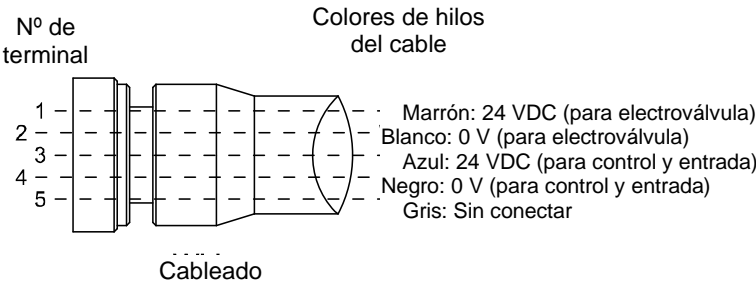 Nº de
terminal
Colores de hilos
del cable
1
Marrón: 24 VDC (para electroválvula)
2
Blanco: 0 V (para electroválvula)
3
Azul: 24 VDC (para control y entrada)
4
Negro: 0 V (para control y entrada)
5
Gris: Sin conectar
Cableado